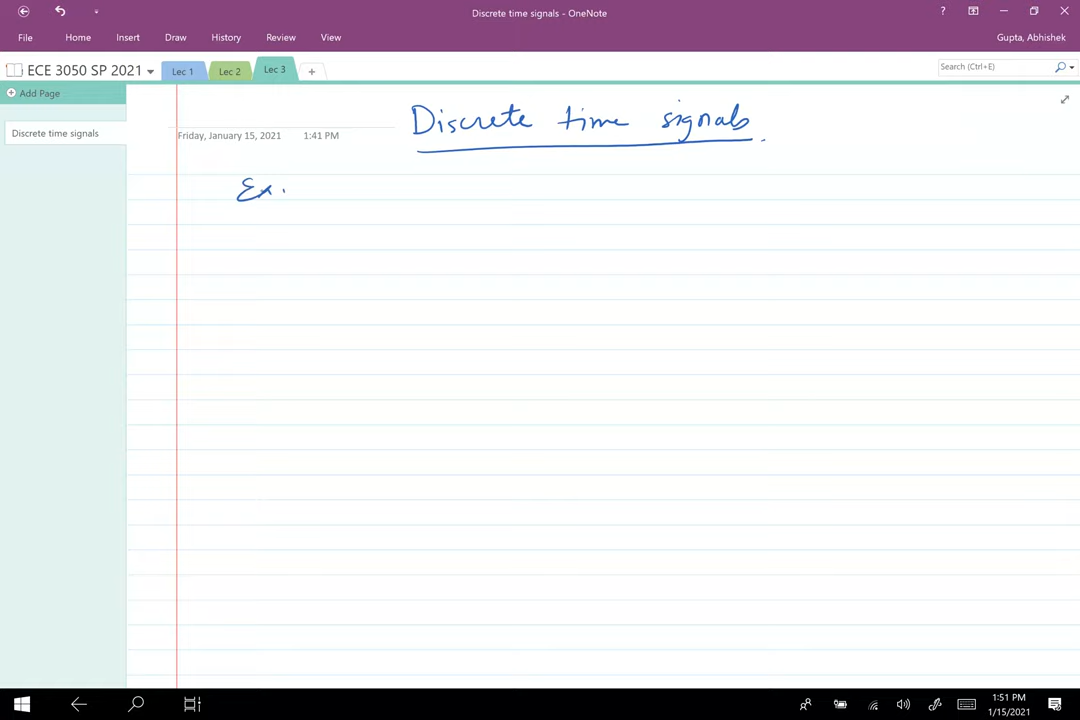 Discrete time signals - OneNote
?
File Home Insert Draw History Review View
Gupta, Abhishek
ECE 3050 SP 2021
Lec 1 Lec 2 Lec 3 +
Search (Ctrl+E)
Add Page
Discrete time signals
Friday, January 15, 2021 1:41 PM
Discrete time signals.
Ex.
1:51 PM
1/15/2021